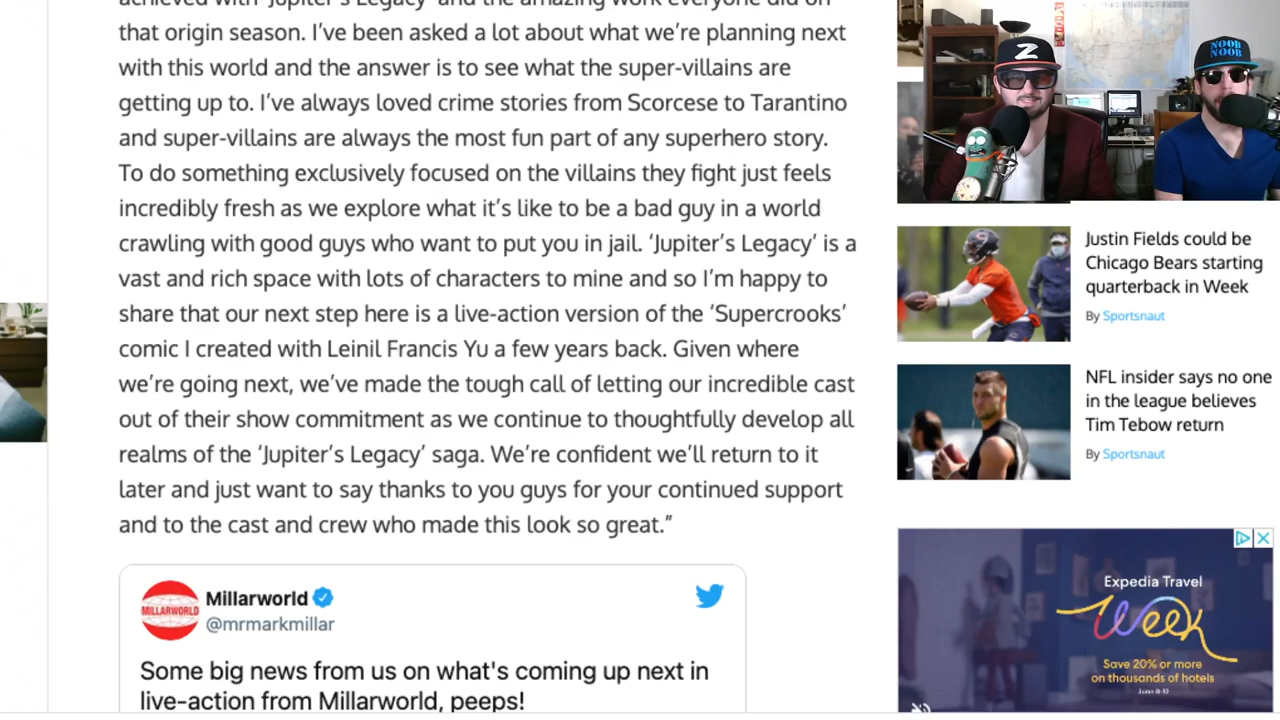 achieved with 'Jupiter's Legacy' and the amazing work everyone did on
that origin season. I've been asked a lot about what we're planning next
with this world and the answer is to see what the super-villains are
getting up to. I've always loved crime stories from Scorcese to Tarantino
and super-villains are always the most fun part of any superhero story.
To do something exclusively focused on the villains they fight just feels
incredibly fresh as we explore what it's like to be a bad guy in a world
crawling with good guys who want to put you in jail. 'Jupiter's Legacy' is a
vast and rich space with lots of characters to mine and so I'm happy to
share that our next step here is a live-action version of the 'Supercrooks'
comic I created with Leinil Francis Yu a few years back. Given where
we're going next, we've made the tough call of letting our incredible cast
out of their show commitment as we continue to thoughtfully develop all
realms of the 'Jupiter's Legacy' saga. We're confident we'll return to it
later and just want to say thanks to you guys for your continued support
and to the cast and crew who made this look so great."
MILLARWORLD
Millarworld
@mrmarkmillar
Some big news from us on what's coming up next in
live-action from Millarworld, peeps!
Z
NOOB
NOOB
Justin Fields could be
Chicago Bears starting
quarterback in Week
By Sportsnaut
NFL insider says no one
in the league believes
Tim Tebow return
By Sportsnaut
Expedia Travel
Week
Save 20% or more
on thousands of hotels